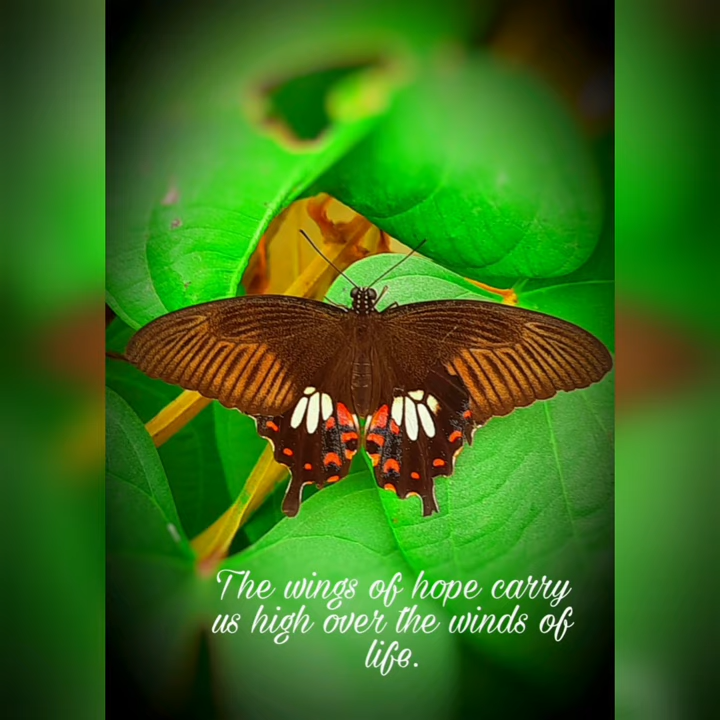 The wings of hope carry
us high over the winds of
life.